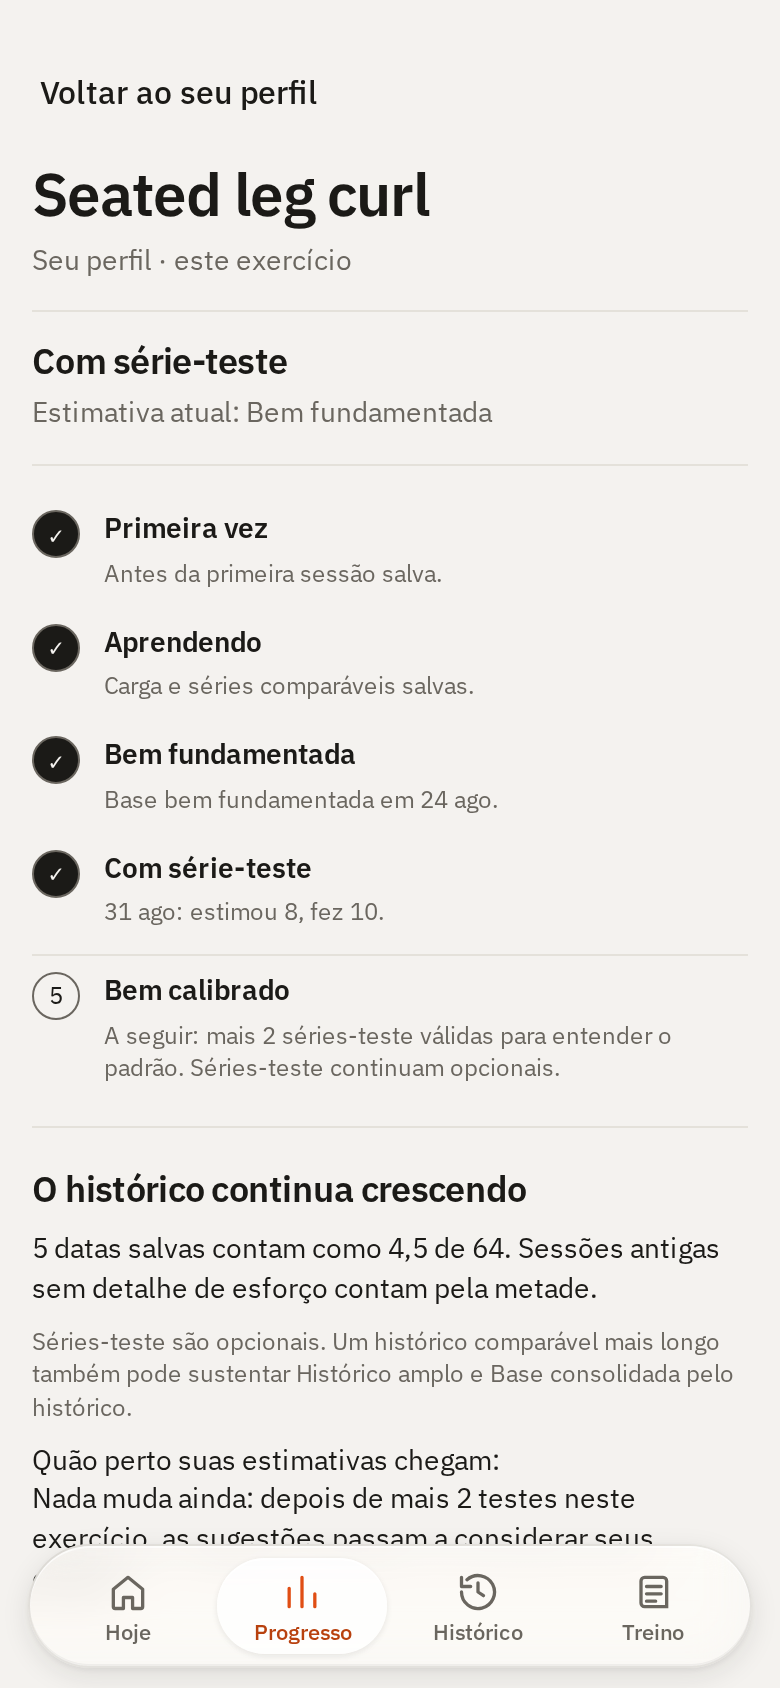 Voltar ao seu perfil
Seated leg curl
Seu perfil · este exercício
Com série-teste
Estimativa atual: Bem fundamentada
✓ Primeira vez
Antes da primeira sessão salva.
✓ Aprendendo
Carga e séries comparáveis salvas.
✓ Bem fundamentada
Base bem fundamentada em 24 ago.
✓ Com série-teste
31 ago: estimou 8, fez 10.
5 Bem calibrado
A seguir: mais 2 séries-teste válidas para entender o
padrão. Séries-teste continuam opcionais.
O histórico continua crescendo
5 datas salvas contam como 4,5 de 64. Sessões antigas
sem detalhe de esforço contam pela metade.
Séries-teste são opcionais. Um histórico comparável mais longo
também pode sustentar Histórico amplo e Base consolidada pelo
histórico.
Quão perto suas estimativas chegam:
Nada muda ainda: depois de mais 2 testes neste
exercício, as sugestões passam a considerar seus
Hoje
Progresso
Histórico
Treino